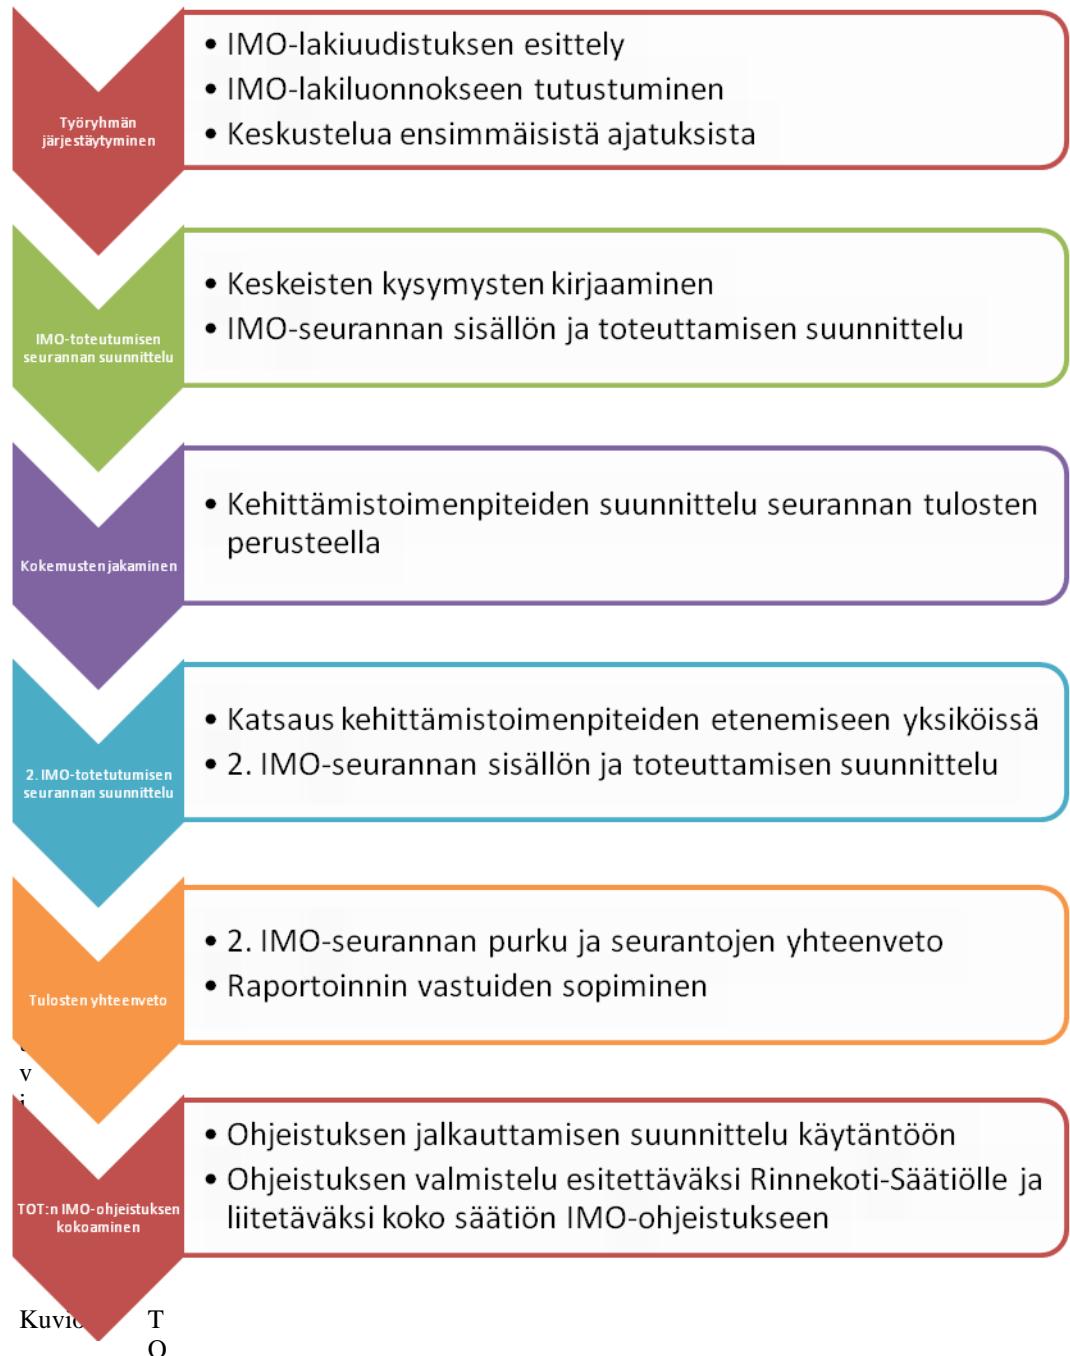 Työryhmän
järjestäytyminen
• IMO-lakiuudistuksen esittely
• IMO-lakiluonnokseen tutustuminen
• Keskustelua ensimmäisistä ajatuksista
IMO-toteutumisen
seurannan suunnittelu
• Keskeisten kysymysten kirjaaminen
• IMO-seurannan sisällön ja toteuttamisen suunnittelu
Kokemusten jakaminen
• Kehittämistoimenpiteiden suunnittelu seurannan tulosten
perusteella
2. IMO-totetutumisen
seurannan suunnittelu
• Katsaus kehittämistoimenpiteiden etenemiseen yksiköissä
• 2. IMO-seurannan sisällön ja toteuttamisen suunnittelu
Tulosten yhteenveto
• 2. IMO-seurannan purku ja seurantojen yhteenveto
• Raportoinnin vastuiden sopiminen
v
i
TOT:n IMO-ohjeistuksen
kokoaminen
• Ohjeistuksen jalkauttamisen suunnittelu käytäntöön
• Ohjeistuksen valmistelu esitettäväksi Rinnekoti-Säätiölle ja
liitetäväksi koko säätiön IMO-ohjeistukseen
Kuvio T
O